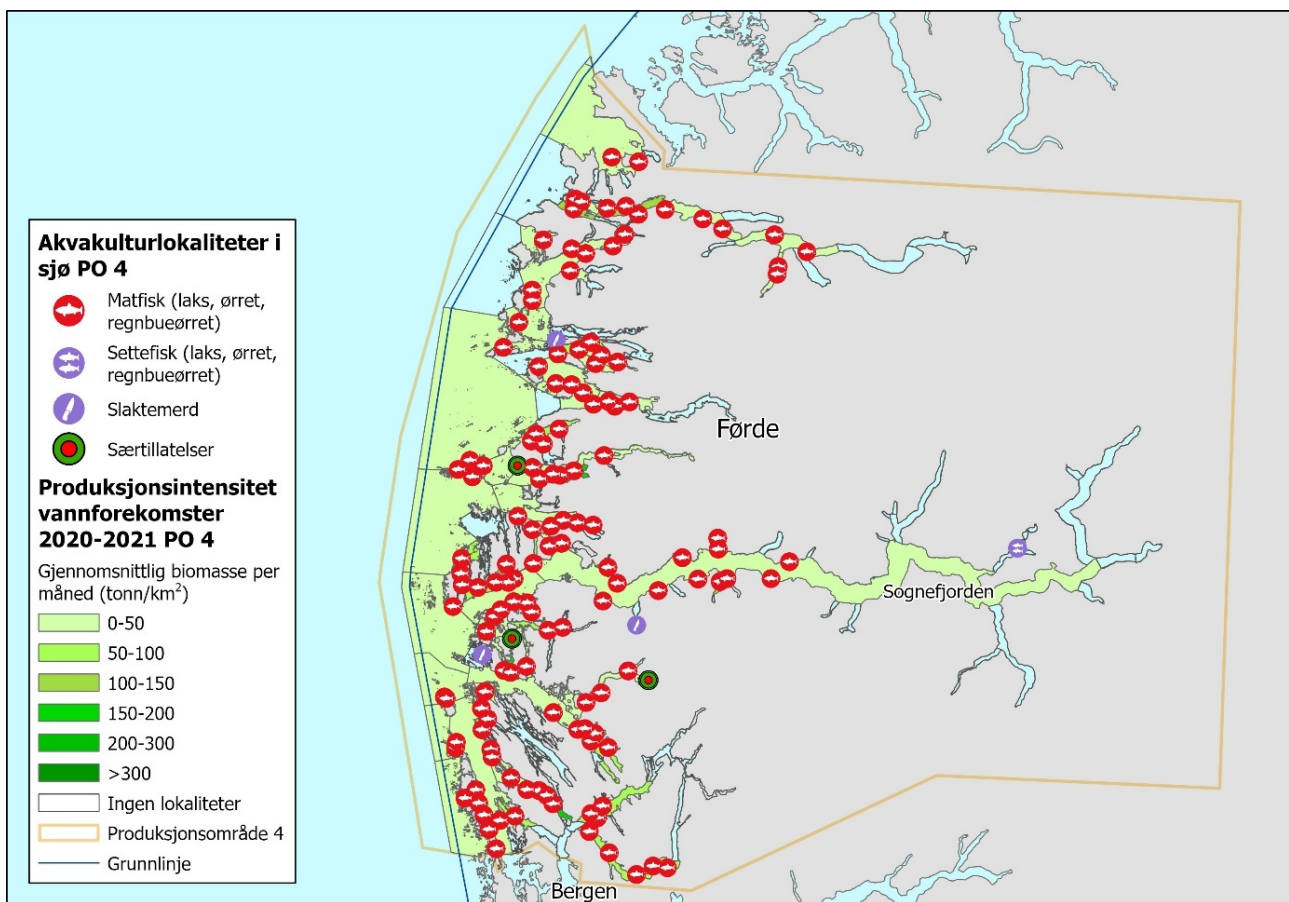 Akvakulturlokaliteter i
sjø PO 4
Matfisk (laks, ørret,
regnbueørret)
Settefisk (laks, ørret,
regnbueørret)
Slaktemerd
Særtillatelser
Produksjonsintensitet
vannforekomster
2020-2021 PO 4
Gjennomsnittlig biomasse per
måned (tonn/km²)
0-50
50-100
100-150
150-200
200-300
>300
Ingen lokaliteter
Produksjonsområde 4
Grunnlinje
Førde
Sognefjorden
Bergen